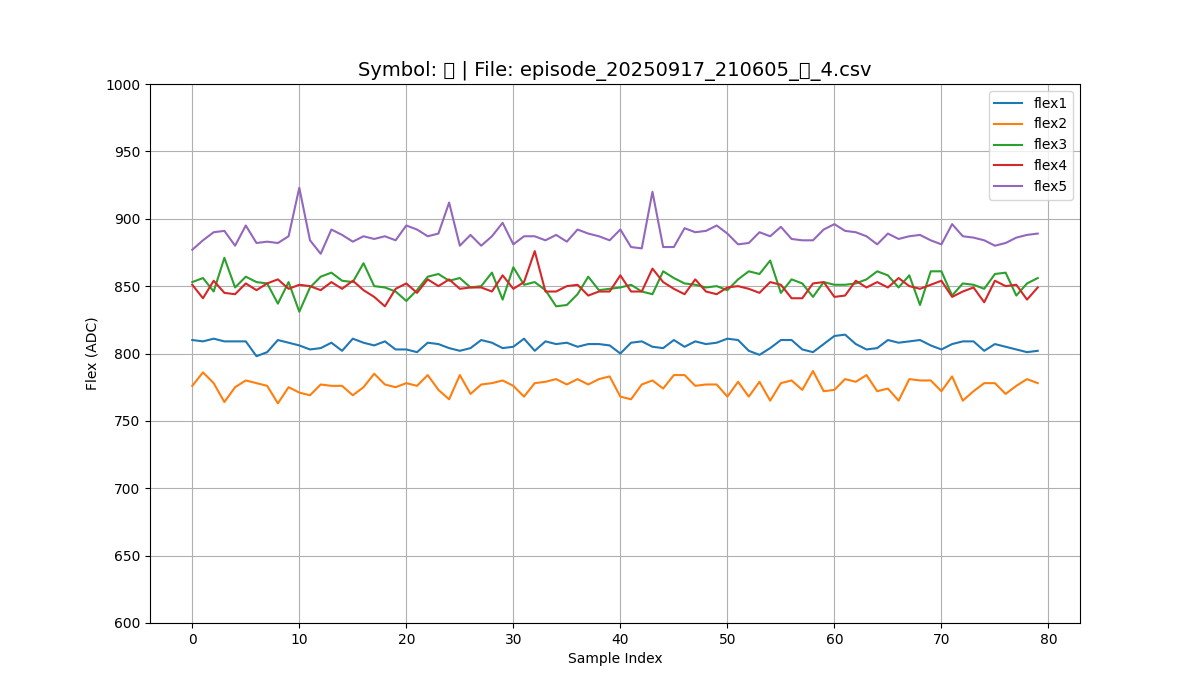 Symbol: | File: episode_20250917_210605_ _4.csv
1000
950
900
850
800
750
700
650
600
Flex (ADC)
0 10 20 30 40 50 60 70 80
Sample Index
flex1
flex2
flex3
flex4
flex5